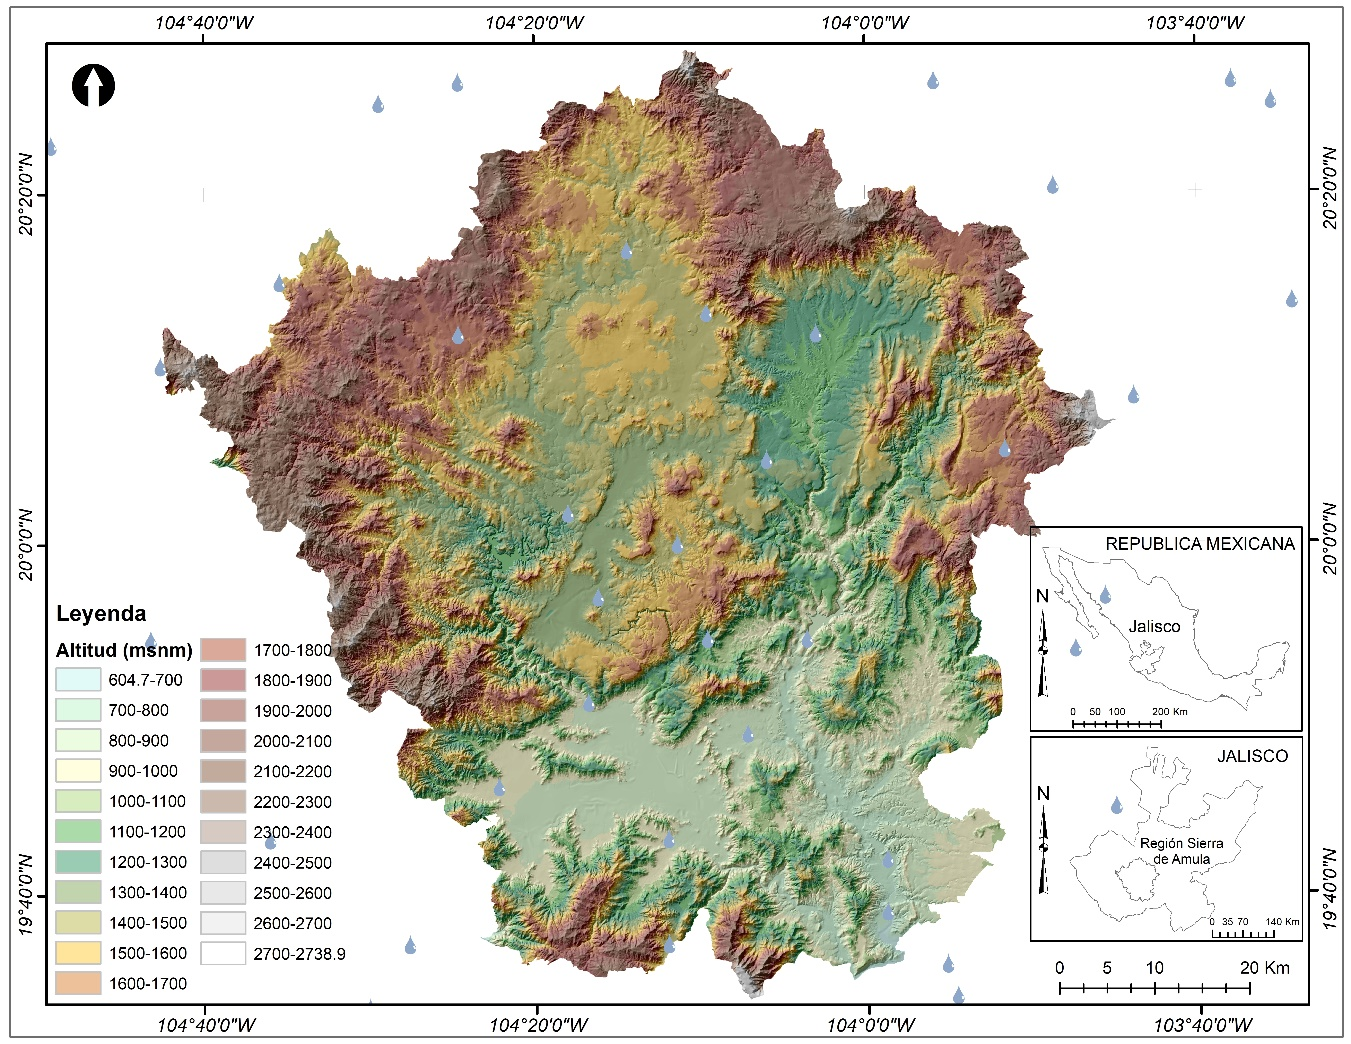 104°40'0"W
104°20'0"W
104°0'0"W
103°40'0"W
20°20'0"N
20°0'0"N
19°40'0"N
20°20'0"N
20°0'0"N
19°40'0"N
Leyenda
Altitud (msnm)
604.7-700
700-800
800-900
900-1000
1000-1100
1100-1200
1200-1300
1300-1400
1400-1500
1500-1600
1600-1700
1700-1800
1800-1900
1900-2000
2000-2100
2100-2200
2200-2300
2300-2400
2400-2500
2500-2600
2600-2700
2700-2738.9
REPUBLICA MEXICANA
N
Jalisco
0 50 100 200 Km
JALISCO
N
Región Sierra
de Amula
0 35 70 140 Km
0 5 10 20 Km
104°40'0"W
104°20'0"W
104°0'0"W
103°40'0"W